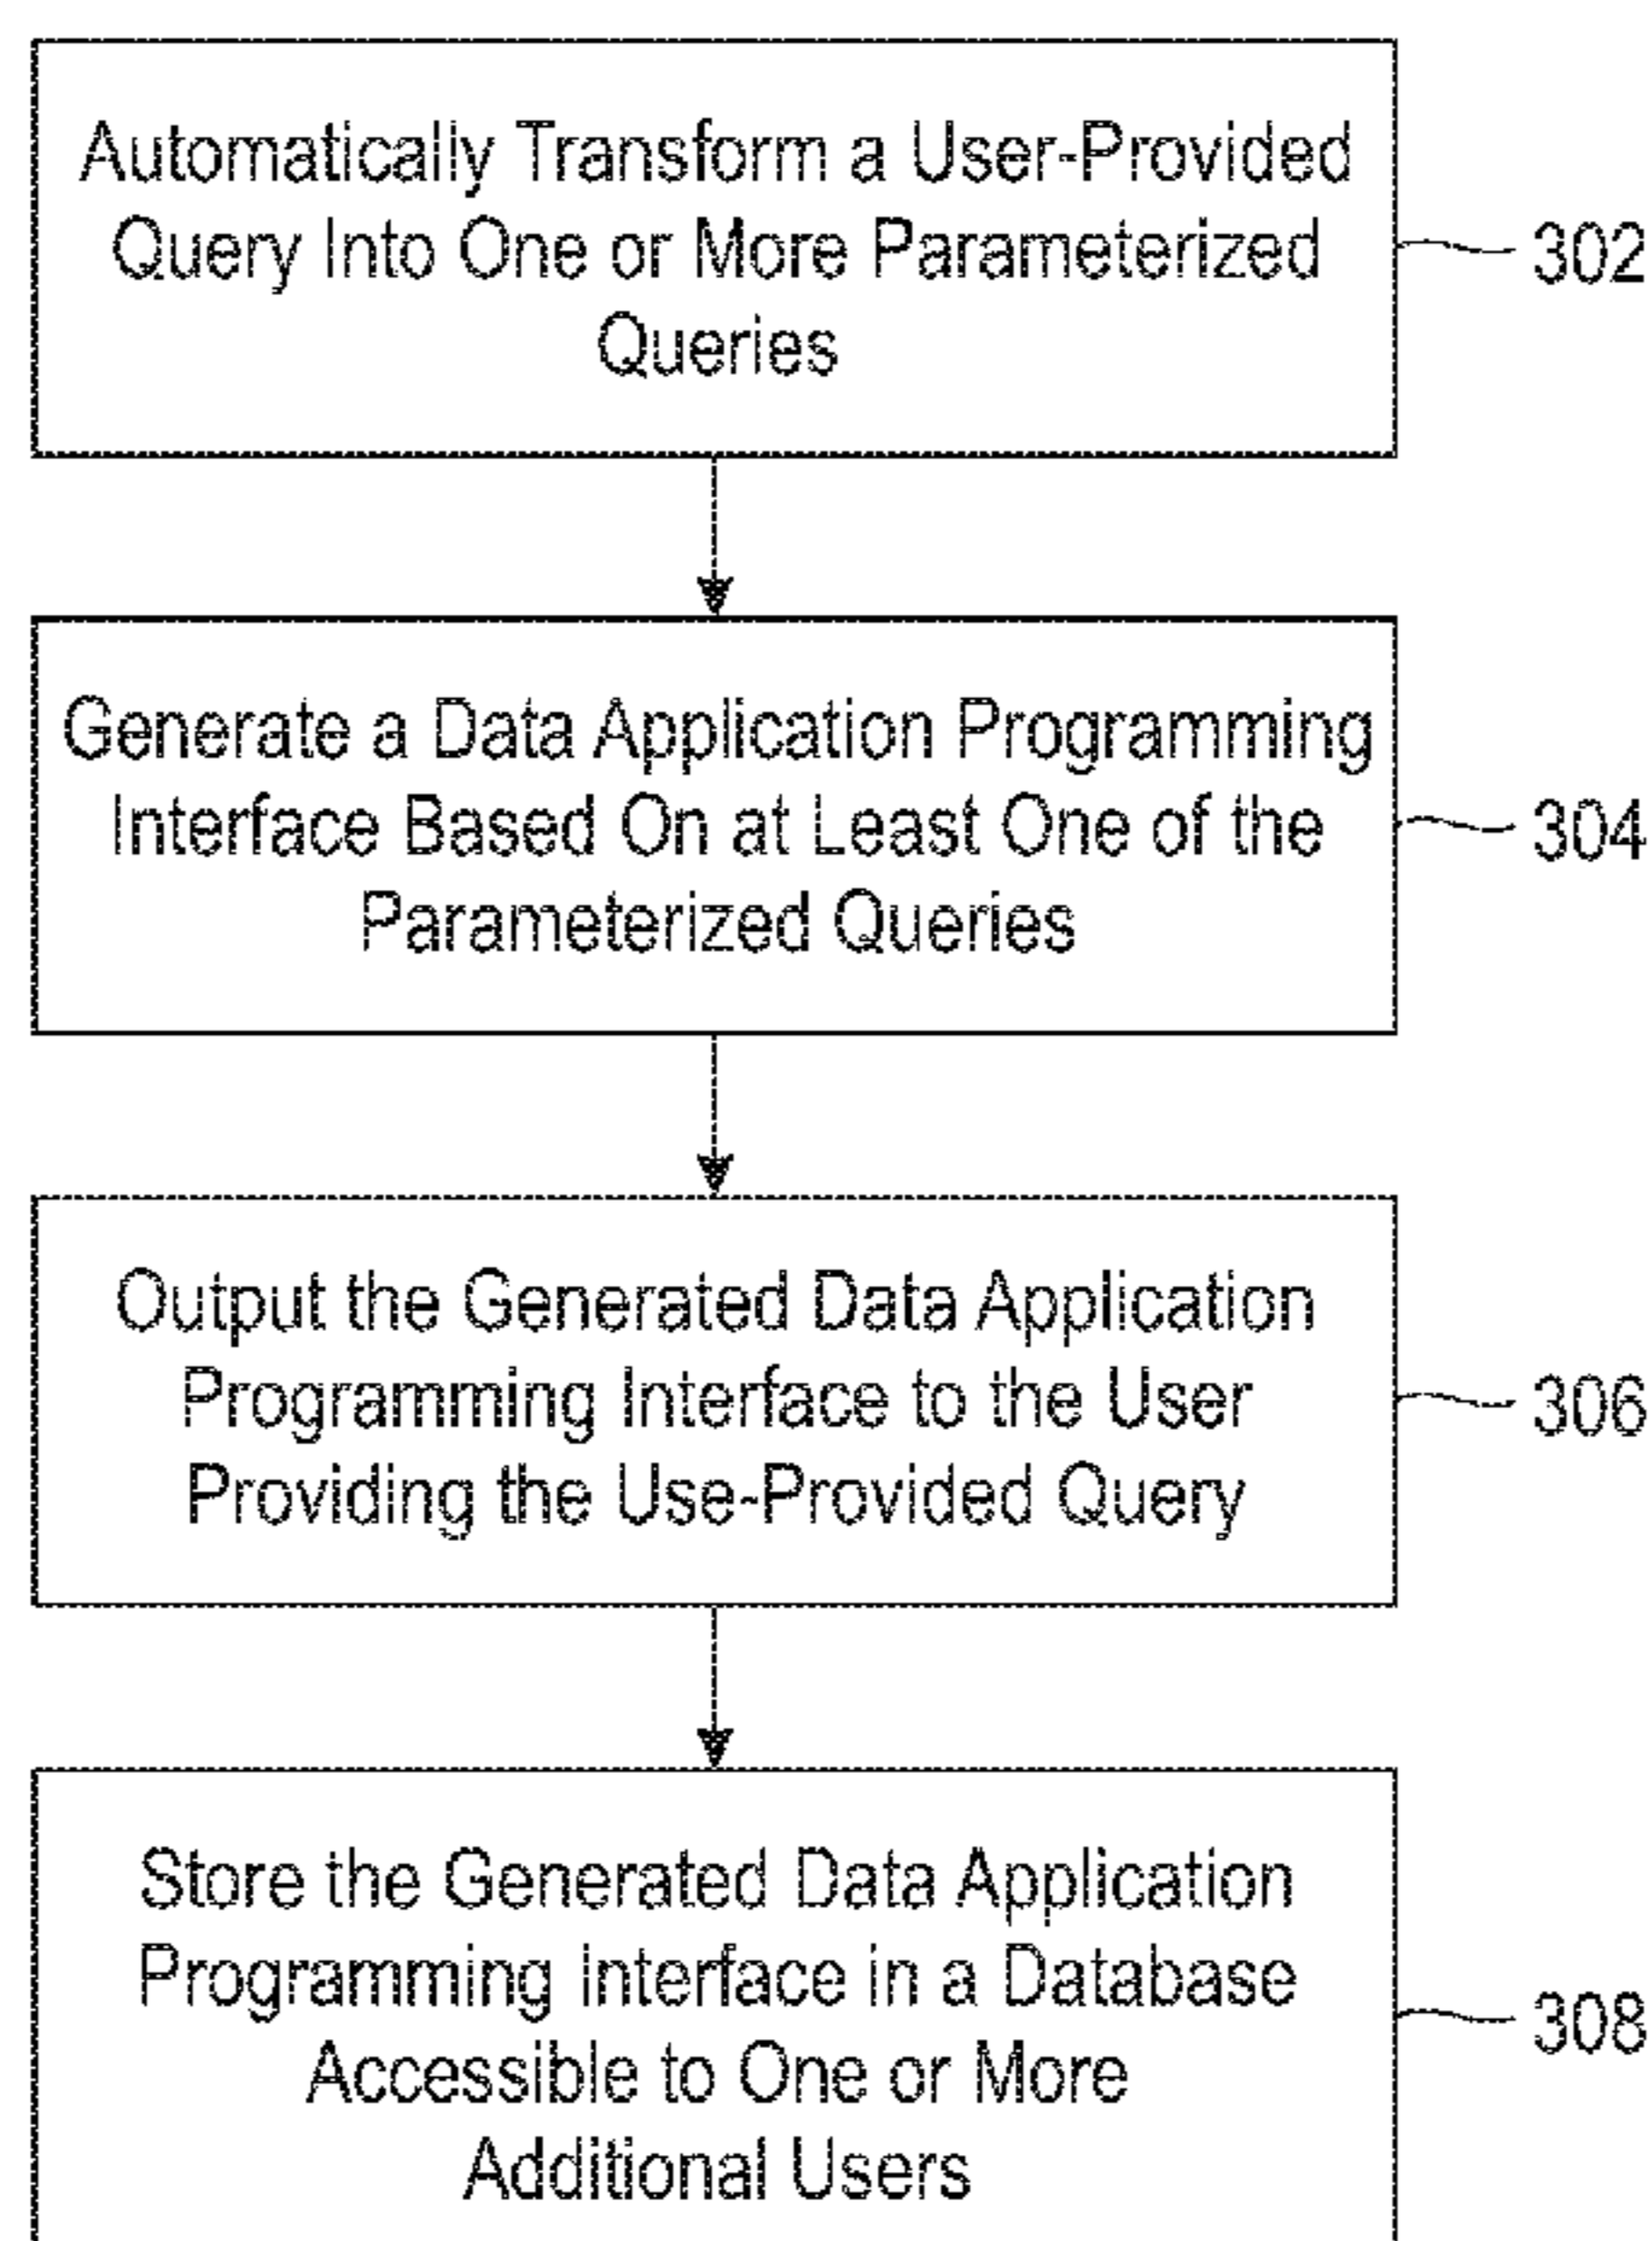 Automatically Transform a User-Provided
Query Into One or More Parameterized
Queries
302
Generate a Data Application Programming
Interface Based On at Least One of the
Parameterized Queries
304
Output the Generated Data Application
Programming Interface to the User
Providing the Use-Provided Query
306
Store the Generated Data Application
Programming Interface in a Database
Accessible to One or More
Additional Users
308